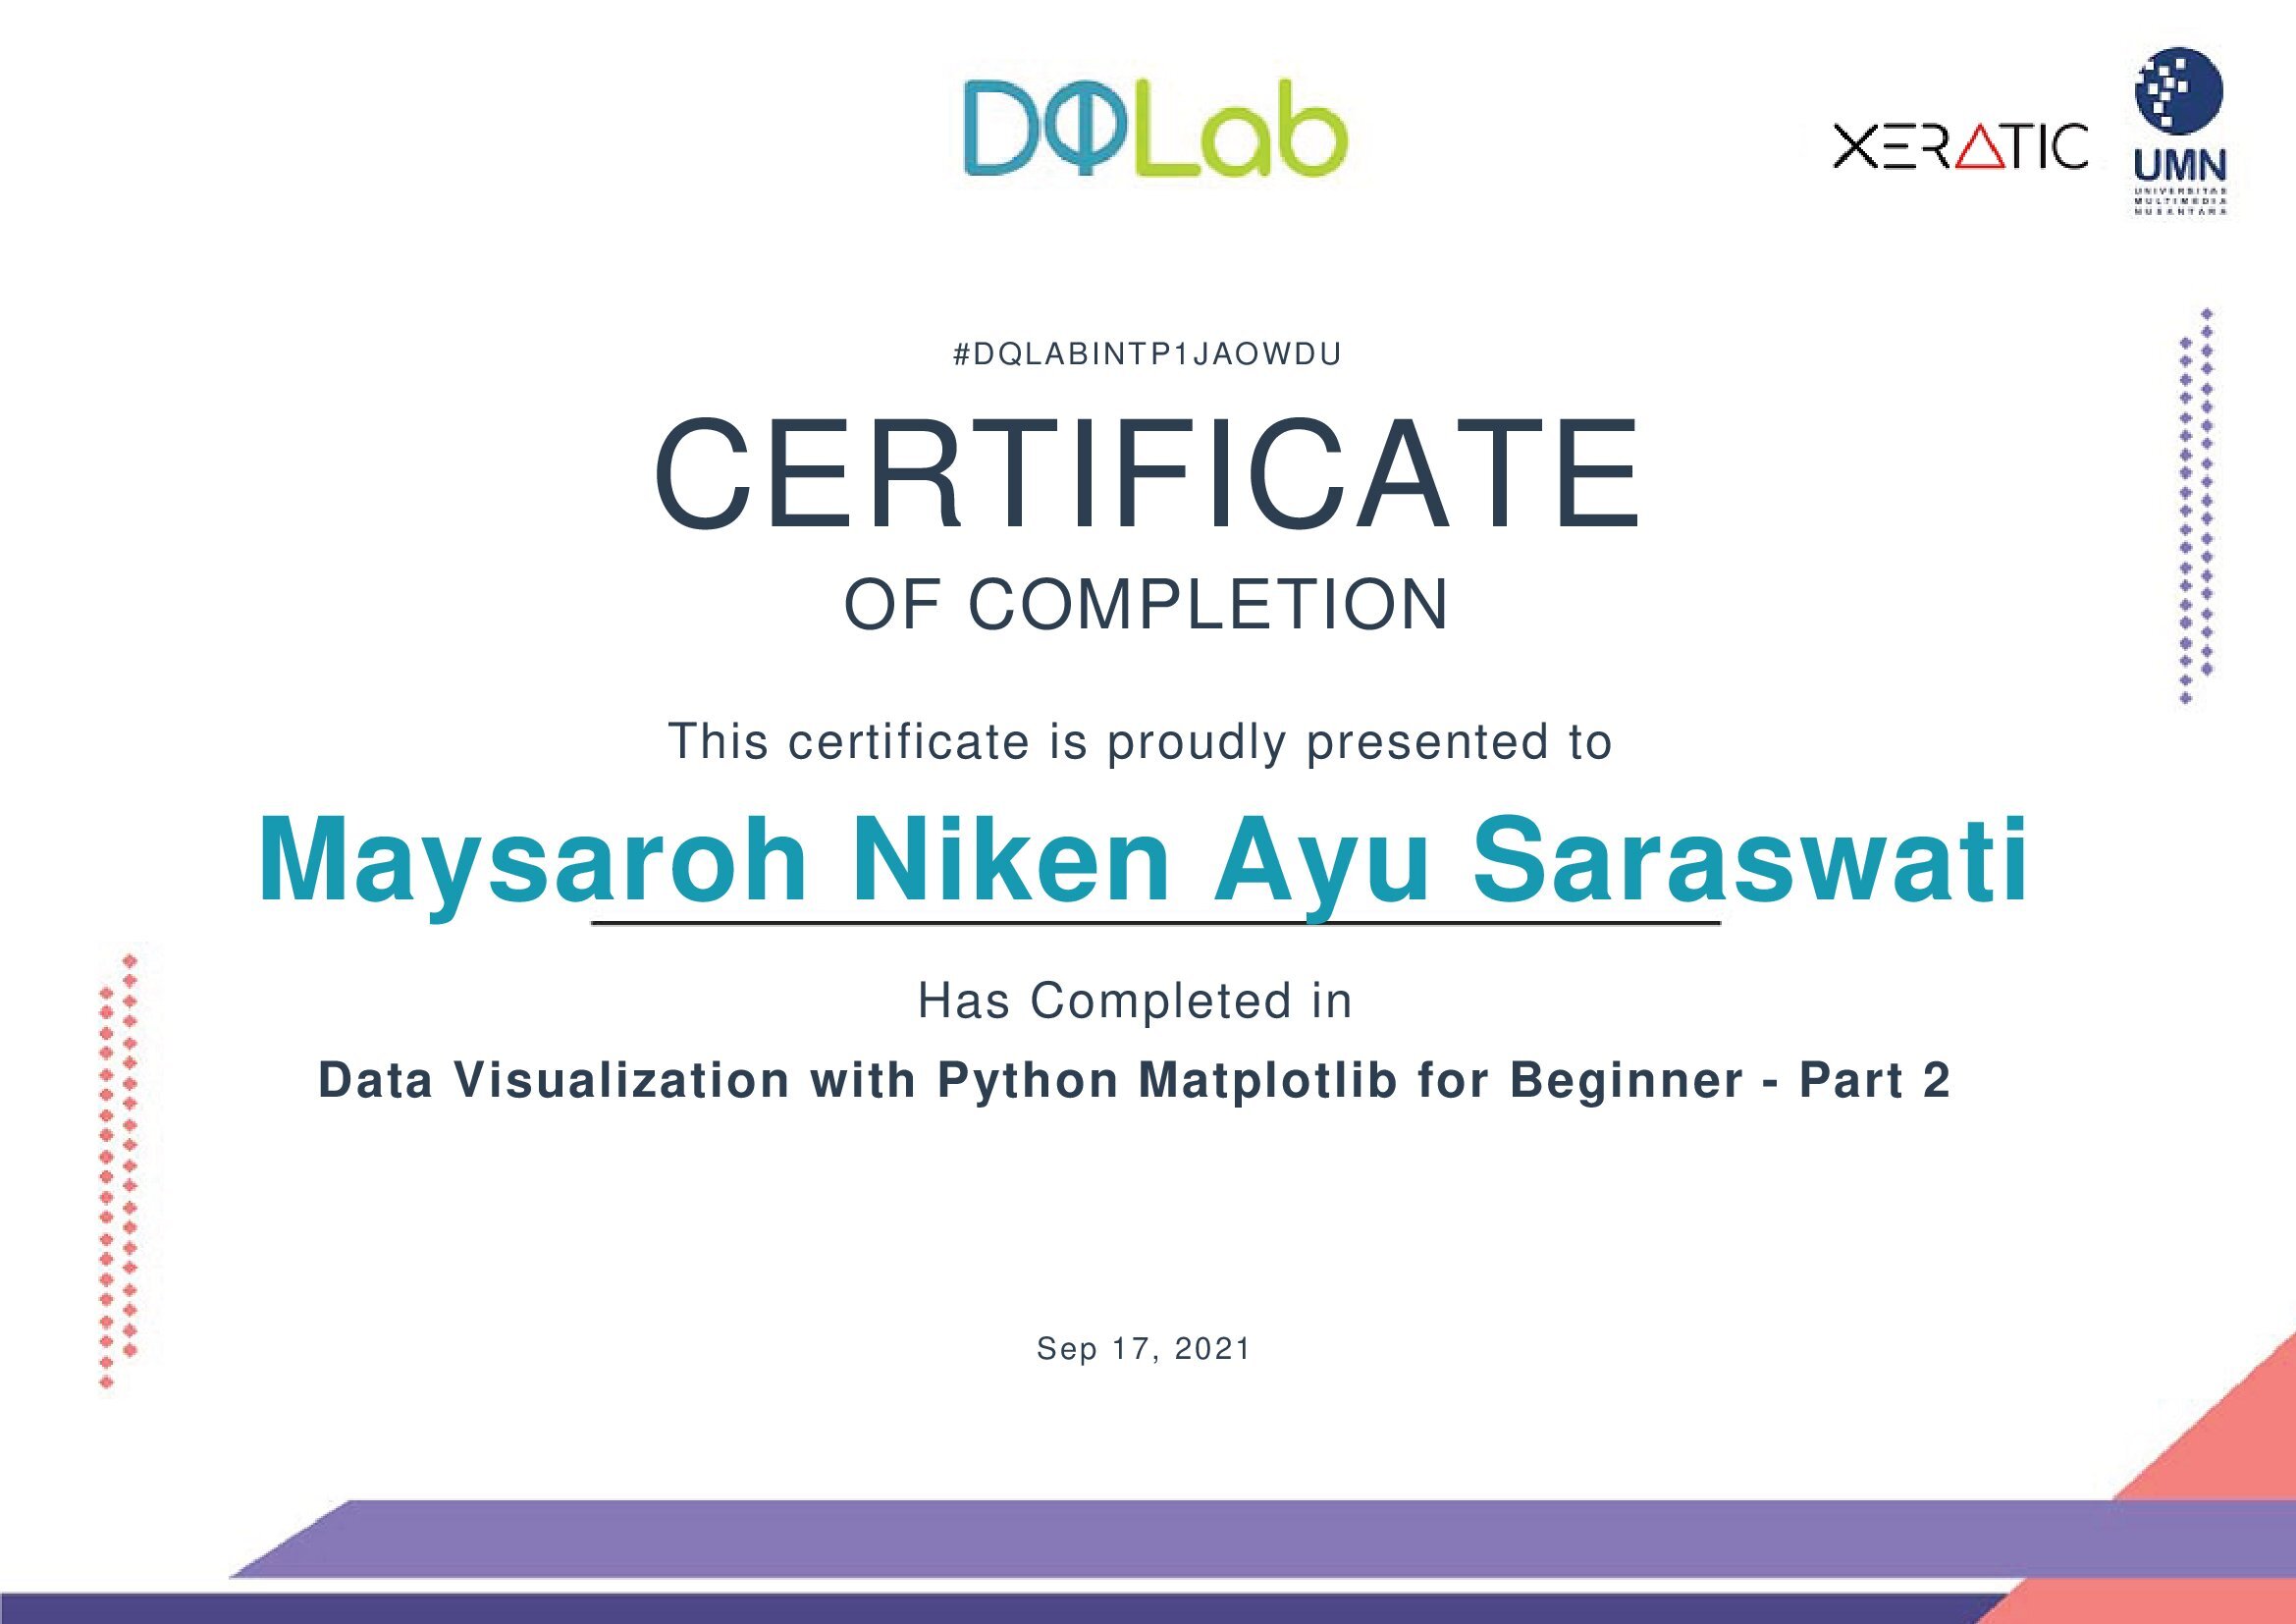 DQLab
XERATIC
UMN
UNIVERSITAS
MULTIMEDIA
NUSANTARA
#DQLABINTP1JAOWDU
CERTIFICATE
OF COMPLETION
This certificate is proudly presented to
Maysaroh Niken Ayu Saraswati
Has Completed in
Data Visualization with Python Matplotlib for Beginner - Part 2
Sep 17, 2021